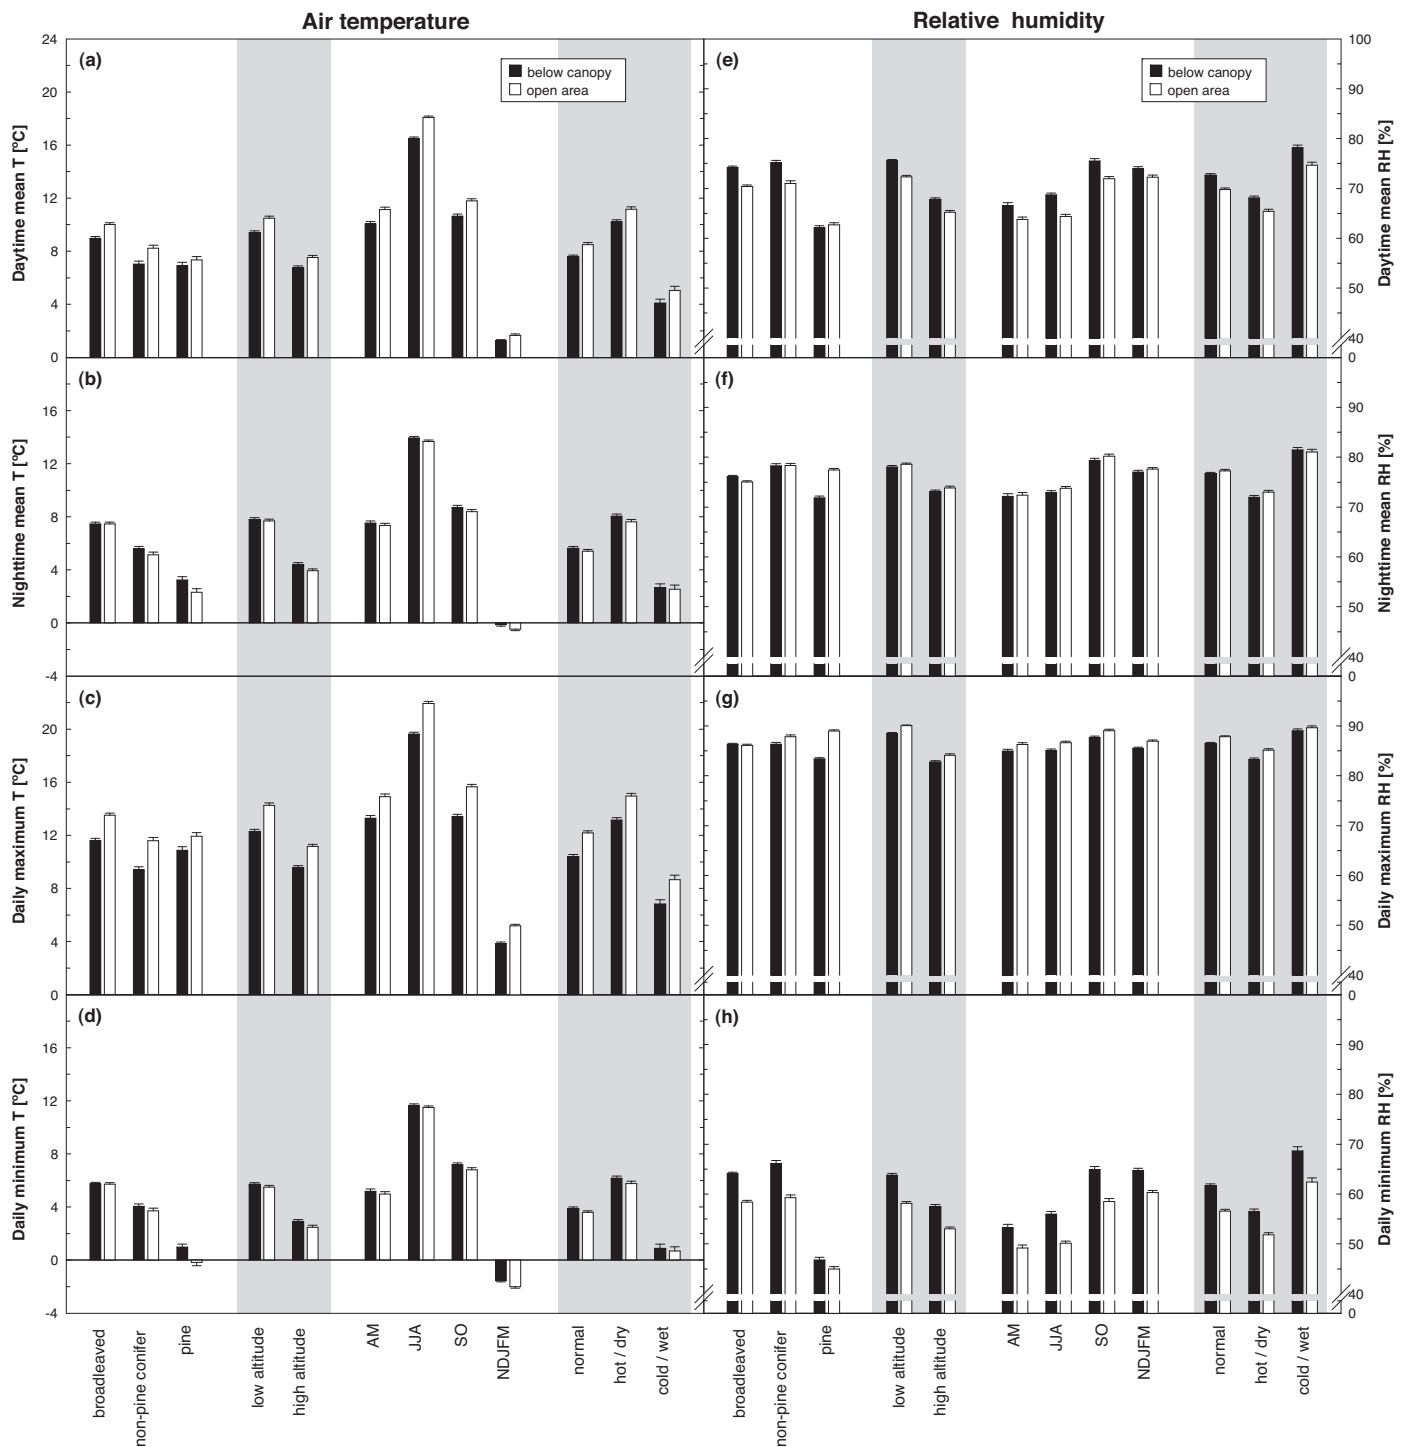 Air temperature
Relative humidity
(a)
below canopy
open area
24
20
16
12
8
4
0
Daytime mean T [°C]
(e)
below canopy
open area
100
90
80
70
60
50
40
0
Daytime mean RH [%]
(b)
16
12
8
4
0
-4
Nighttime mean T [°C]
(f)
90
80
70
60
50
40
0
Nighttime mean RH [%]
(c)
20
16
12
8
4
0
Daily maximum T [°C]
(g)
90
80
70
60
50
40
0
Daily maximum RH [%]
(d)
16
12
8
4
0
-4
Daily minimum T [°C]
(h)
90
80
70
60
50
40
0
Daily minimum RH [%]
broadleaved
non-pine conifer
pine
low altitude
high altitude
AM
JJA
SO
NDJFM
normal
hot / dry
cold / wet
broadleaved
non-pine conifer
pine
low altitude
high altitude
AM
JJA
SO
NDJFM
normal
hot / dry
cold / wet